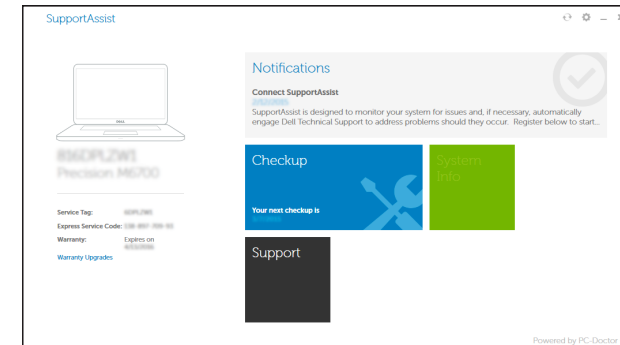 SupportAssist
Notifications
Connect SupportAssist
SupportAssist is designed to monitor your system for issues and, if necessary, automatically
engage Dell Technical Support to address problems should they occur. Register below to start...
DELL
Precision M6700
Checkup
System
Info
Your next checkup is
Service Tag:
Express Service Code:
Warranty: Expires on
Warranty Upgrades
Support
Powered by PC-Doctor